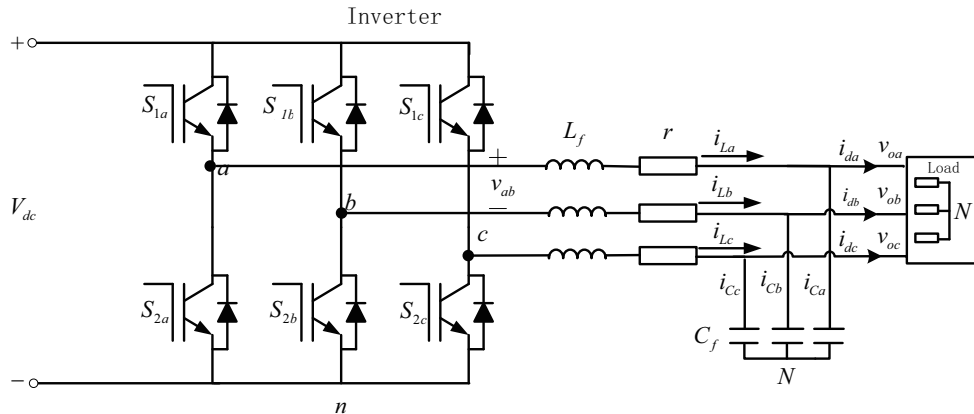 Inverter
+
S1a
S1b
S1c
Lf
r
iLa
ida
voa
Load
a
+
vab
iLb
idb
vob
N
Vdc
b
−
c
iLc
idc
voc
iCc
iCb
iCa
S2a
S2b
S2c
Cf
N
−
n